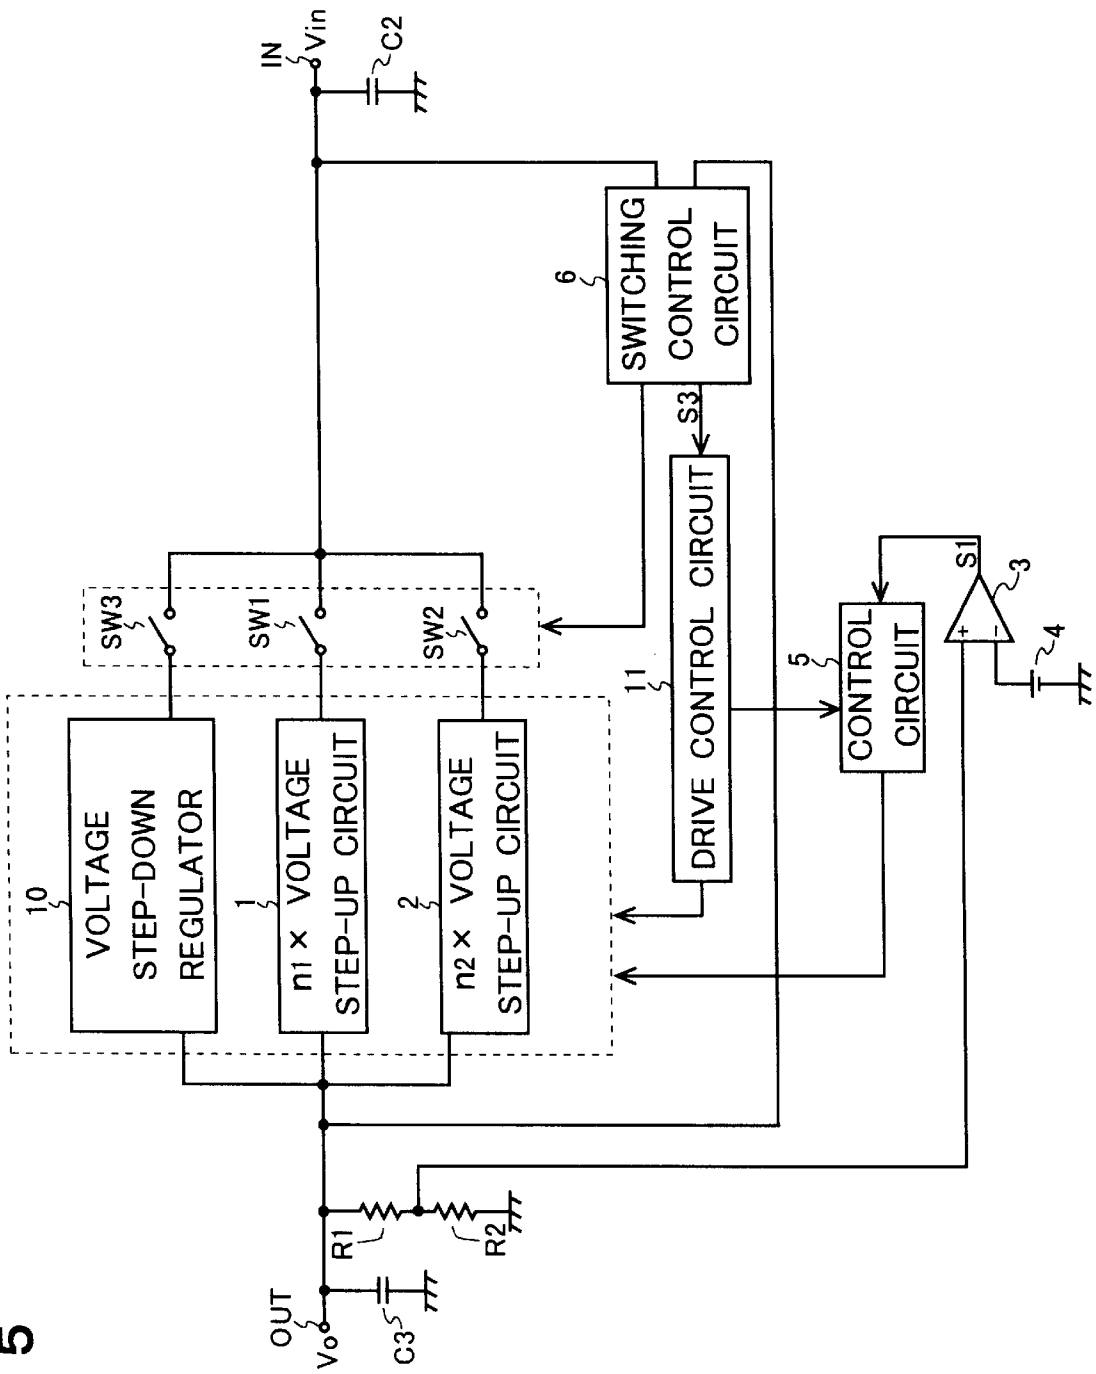 5
IN
Vin
C2
SW3
SW1
SW2
10
VOLTAGE
STEP-DOWN
REGULATOR
1
n1 × VOLTAGE
STEP-UP CIRCUIT
2
n2 × VOLTAGE
STEP-UP CIRCUIT
6
SWITCHING
CONTROL
CIRCUIT
S3
11
DRIVE CONTROL CIRCUIT
5
CONTROL
CIRCUIT
S1
3
+
−
4
R1
R2
OUT
Vo
C3